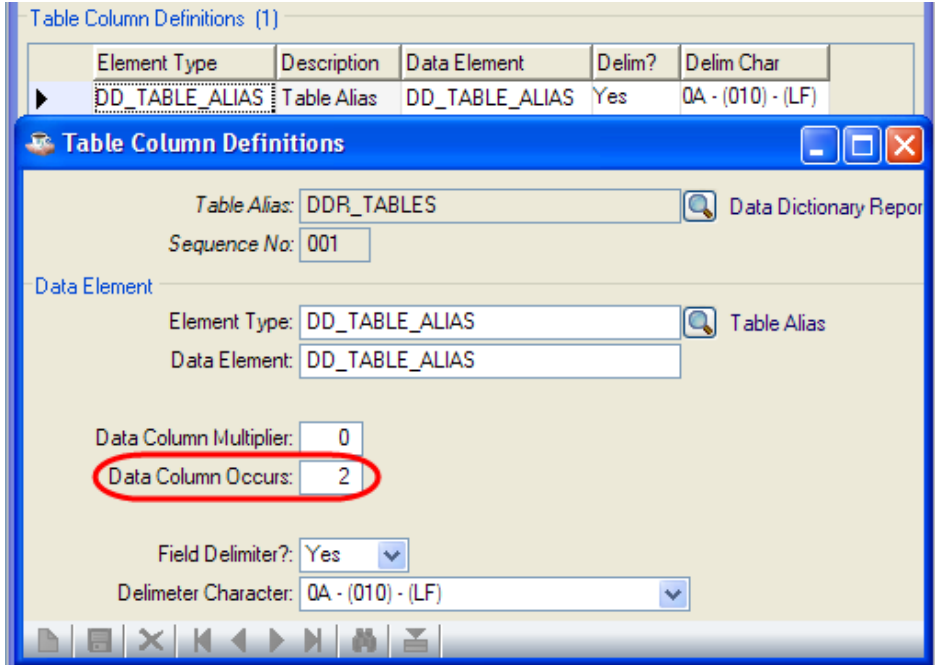 Table Column Definitions (1)
Element Type Description Data Element Delim? Delim Char
DD_TABLE_ALIAS Table Alias DD_TABLE_ALIAS Yes 0A - (010) - (LF)
Table Column Definitions
Table Alias: DDR_TABLES Data Dictionary Repor
Sequence No: 001
Data Element
Element Type: DD_TABLE_ALIAS Table Alias
Data Element: DD_TABLE_ALIAS
Data Column Multiplier: 0
Data Column Occurs: 2
Field Delimiter?: Yes
Delimeter Character: 0A - (010) - (LF)